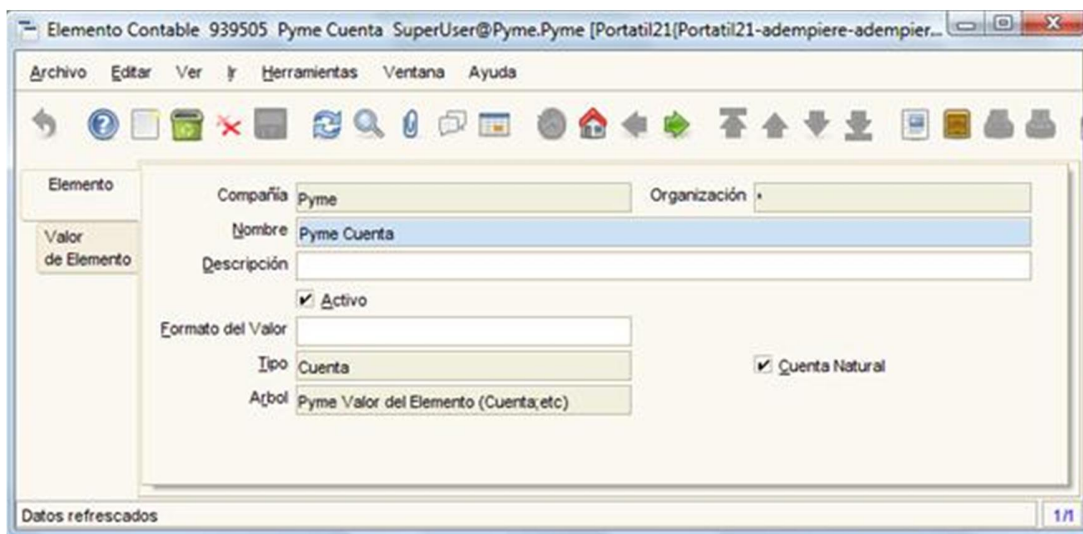 Elemento Contable 939505 Pyme Cuenta SuperUser@Pyme.Pyme [Portatil21{Portatil21-adempiere-adempier...
Archivo Editar Ver Ir Herramientas Ventana Ayuda
Elemento
Valor
de Elemento
Compañía Pyme Organización *
Nombre Pyme Cuenta
Descripción
Activo
Formato del Valor
Tipo Cuenta Cuenta Natural
Arbol Pyme Valor del Elemento (Cuenta;etc)
Datos refrescados 1/1